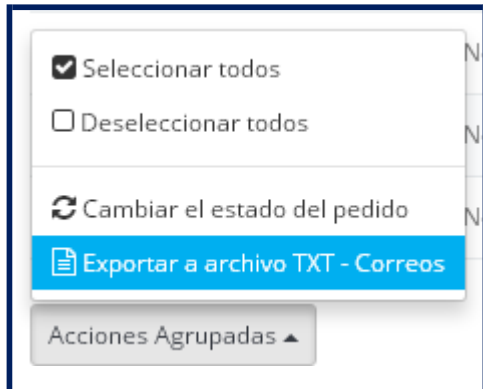 Seleccionar todos
Deseleccionar todos
Cambiar el estado del pedido
Exportar a archivo TXT - Correos
Acciones Agrupadas